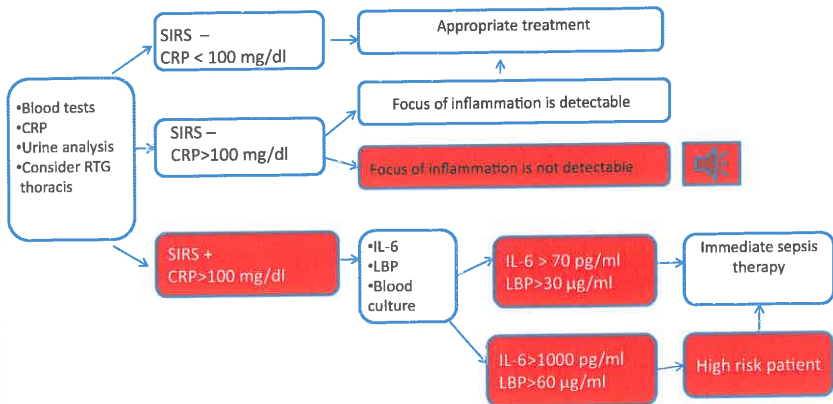 •Blood tests
•CRP
•Urine analysis
•Consider RTG
thoracis
SIRS –
CRP < 100 mg/dl
Appropriate treatment
SIRS –
CRP>100 mg/dl
Focus of inflammation is detectable
Focus of inflammation is not detectable
SIRS +
CRP>100 mg/dl
•IL-6
•LBP
•Blood
culture
IL-6 > 70 pg/ml
LBP>30 µg/ml
Immediate sepsis
therapy
IL-6>1000 pg/ml
LBP>60 µg/ml
High risk patient